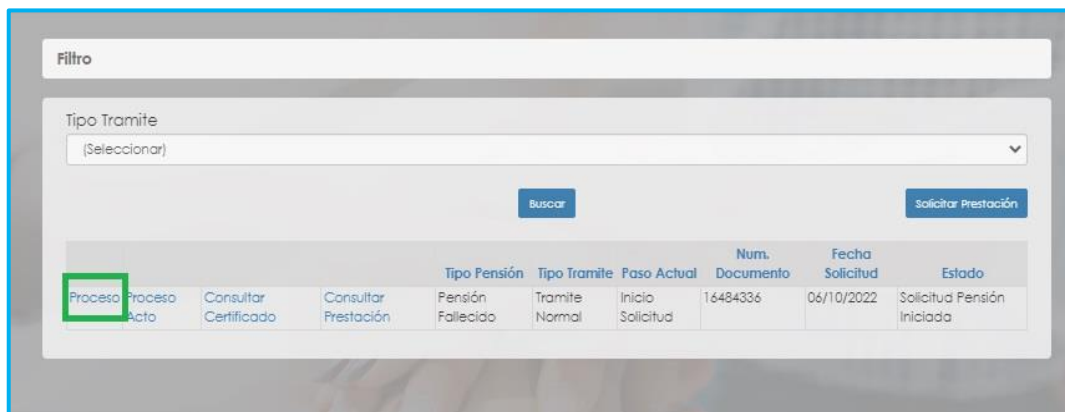 Filtro
Tipo Tramite
(Seleccionar)
Buscar
Solicitar Prestación
Tipo Pensión Tipo Tramite Paso Actual Num. Documento Fecha Solicitud Estado
Proceso Proceso Acto Consultar Certificado Consultar Prestación Pensión Fallecido Tramite Normal Inicio Solicitud 16484336 06/10/2022 Solicitud Pensión Iniciada